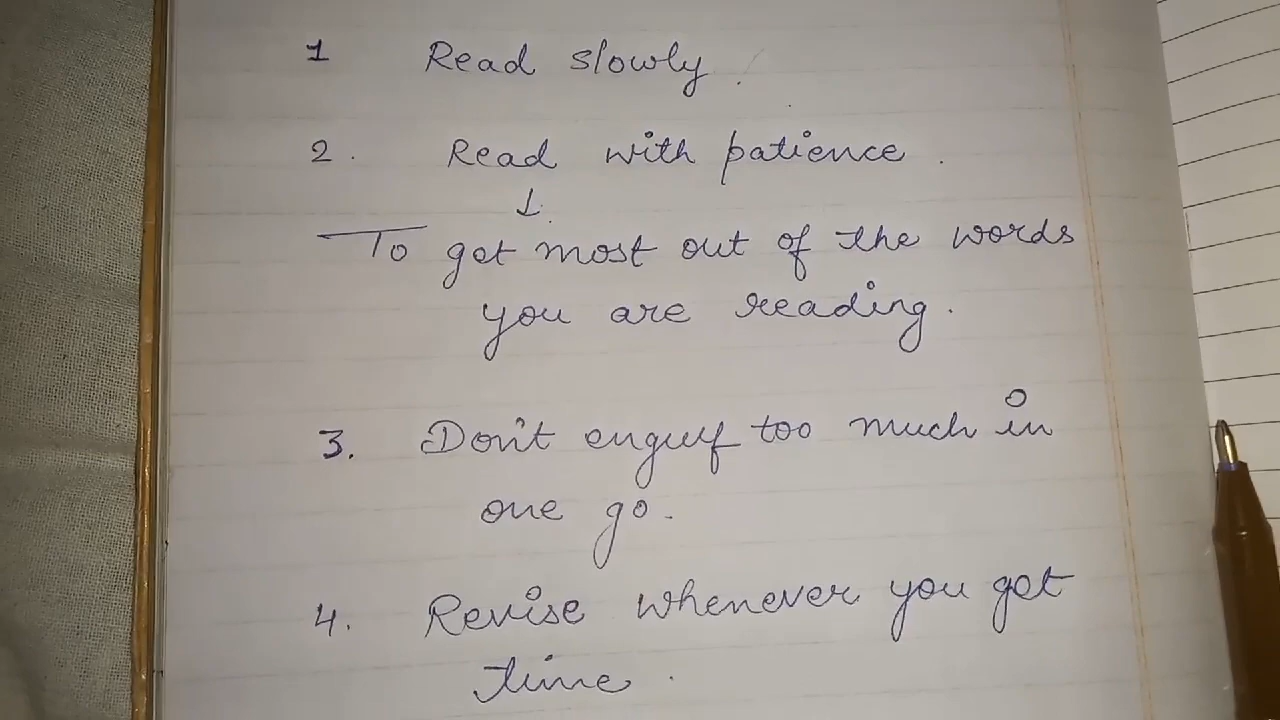 1 Read slowly.
2. Read with patience.
↓
To get most out of the words
you are reading.
3. Don't engulf too much in
one go.
4. Revise whenever you get
time.